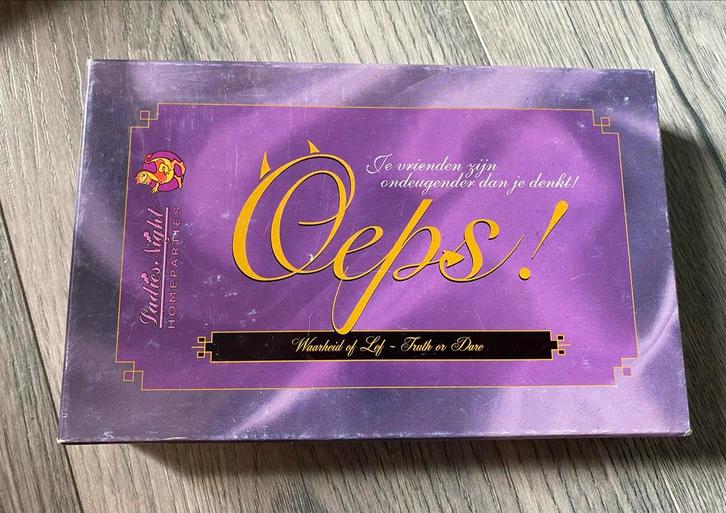 Je vrienden zijn
ondeugender dan je denkt!
Oeps!
Waarheid of Lef ~ Truth or Dare
Ladies Night
HOMEPARTIES